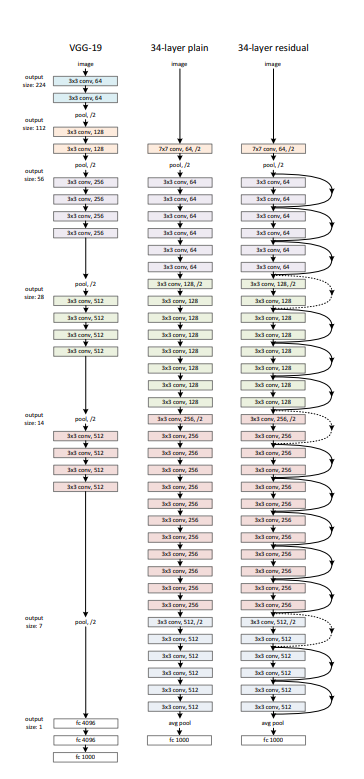 output
size: 224
output
size: 112
output
size: 56
output
size: 28
output
size: 14
output
size: 7
output
size: 1
VGG-19
image
3x3 conv, 64
3x3 conv, 64
pool, /2
3x3 conv, 128
3x3 conv, 128
pool, /2
3x3 conv, 256
3x3 conv, 256
3x3 conv, 256
3x3 conv, 256
pool, /2
3x3 conv, 512
3x3 conv, 512
3x3 conv, 512
3x3 conv, 512
pool, /2
3x3 conv, 512
3x3 conv, 512
3x3 conv, 512
3x3 conv, 512
pool, /2
fc 4096
fc 4096
fc 1000
34-layer plain
image
7x7 conv, 64, /2
pool, /2
3x3 conv, 64
3x3 conv, 64
3x3 conv, 64
3x3 conv, 64
3x3 conv, 64
3x3 conv, 64
3x3 conv, 128, /2
3x3 conv, 128
3x3 conv, 128
3x3 conv, 128
3x3 conv, 128
3x3 conv, 128
3x3 conv, 128
3x3 conv, 128
3x3 conv, 256, /2
3x3 conv, 256
3x3 conv, 256
3x3 conv, 256
3x3 conv, 256
3x3 conv, 256
3x3 conv, 256
3x3 conv, 256
3x3 conv, 256
3x3 conv, 256
3x3 conv, 256
3x3 conv, 256
3x3 conv, 512, /2
3x3 conv, 512
3x3 conv, 512
3x3 conv, 512
3x3 conv, 512
3x3 conv, 512
avg pool
fc 1000
34-layer residual
image
7x7 conv, 64, /2
pool, /2
3x3 conv, 64
3x3 conv, 64
3x3 conv, 64
3x3 conv, 64
3x3 conv, 64
3x3 conv, 64
3x3 conv, 128, /2
3x3 conv, 128
3x3 conv, 128
3x3 conv, 128
3x3 conv, 128
3x3 conv, 128
3x3 conv, 128
3x3 conv, 128
3x3 conv, 256, /2
3x3 conv, 256
3x3 conv, 256
3x3 conv, 256
3x3 conv, 256
3x3 conv, 256
3x3 conv, 256
3x3 conv, 256
3x3 conv, 256
3x3 conv, 256
3x3 conv, 256
3x3 conv, 256
3x3 conv, 512, /2
3x3 conv, 512
3x3 conv, 512
3x3 conv, 512
3x3 conv, 512
3x3 conv, 512
avg pool
fc 1000